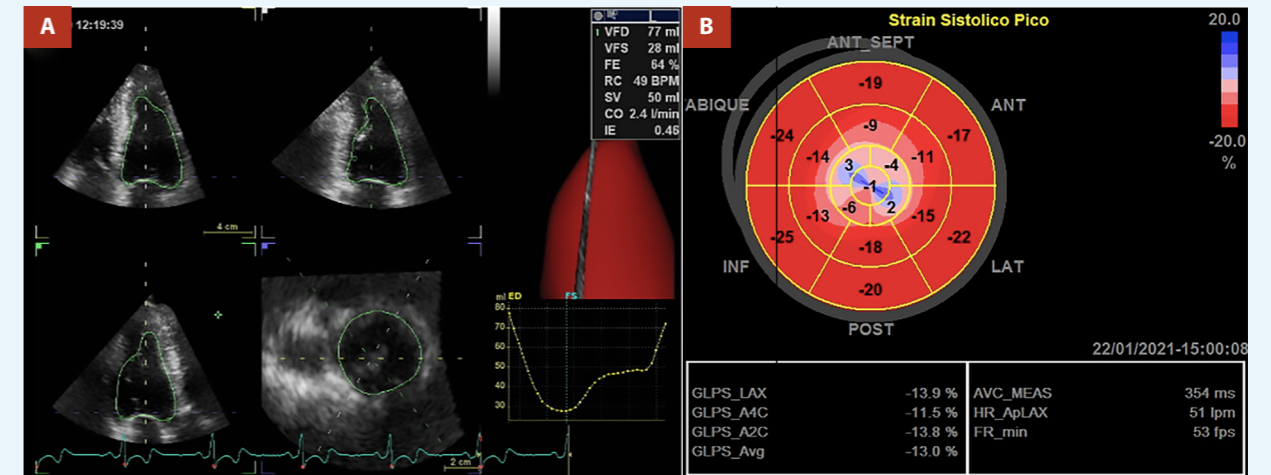 A
12:19:39
1 VFD 77 ml
VFS 28 ml
FE 64 %
RC 49 BPM
SV 50 ml
CO 2.4 l/min
IE 0.46
4 cm
2 cm
ml ED FS
80
70
60
50
40
30
B
Strain Sistolico Pico
20.0
-20.0
%
ANT_SEPT
ABIQUE
ANT
INF
LAT
POST
-19
-24
-17
-9
-14
-11
3
-4
-1
-6
2
-13
-15
-25
-22
-18
-20
22/01/2021-15:00:08
GLPS_LAX -13.9 %
GLPS_A4C -11.5 %
GLPS_A2C -13.8 %
GLPS_Avg -13.0 %
AVC_MEAS 354 ms
HR_ApLAX 51 lpm
FR_min 53 fps